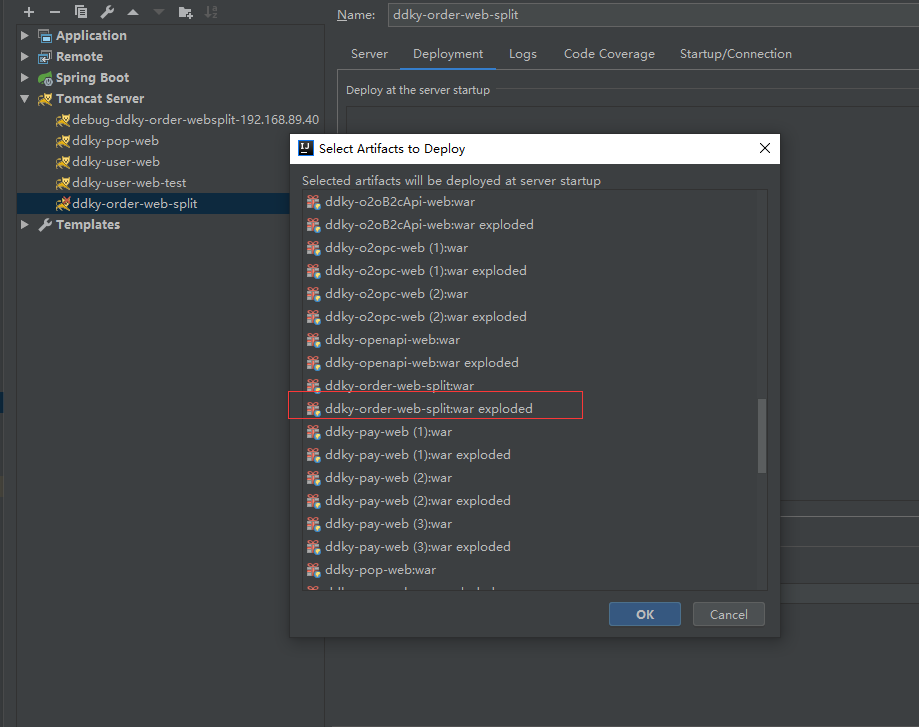 Name: ddky-order-web-split
Application
Remote
Spring Boot
Tomcat Server
debug-ddky-order-websplit-192.168.89.40
ddky-pop-web
ddky-user-web
ddky-user-web-test
ddky-order-web-split
Templates
Server Deployment Logs Code Coverage Startup/Connection
Deploy at the server startup
Select Artifacts to Deploy
Selected artifacts will be deployed at server startup
ddky-o2oB2cApi-web:war
ddky-o2oB2cApi-web:war exploded
ddky-o2opc-web (1):war
ddky-o2opc-web (1):war exploded
ddky-o2opc-web (2):war
ddky-o2opc-web (2):war exploded
ddky-openapi-web:war
ddky-openapi-web:war exploded
ddky-order-web-split:war
ddky-order-web-split:war exploded
ddky-pay-web (1):war
ddky-pay-web (1):war exploded
ddky-pay-web (2):war
ddky-pay-web (2):war exploded
ddky-pay-web (3):war
ddky-pay-web (3):war exploded
ddky-pop-web:war
OK Cancel